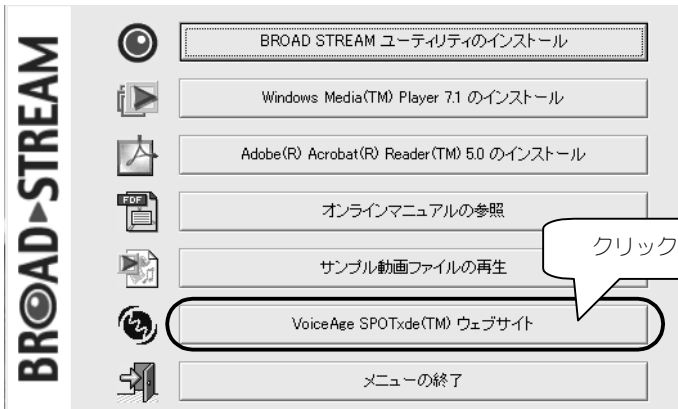 BROAD STREAM
BROAD STREAM ユーティリティのインストール
Windows Media(TM) Player 7.1 のインストール
Adobe(R) Acrobat(R) Reader(TM) 5.0 のインストール
PDF
オンラインマニュアルの参照
サンプル動画ファイルの再生
クリック
VoiceAge SPOTxde(TM) ウェブサイト
メニューの終了